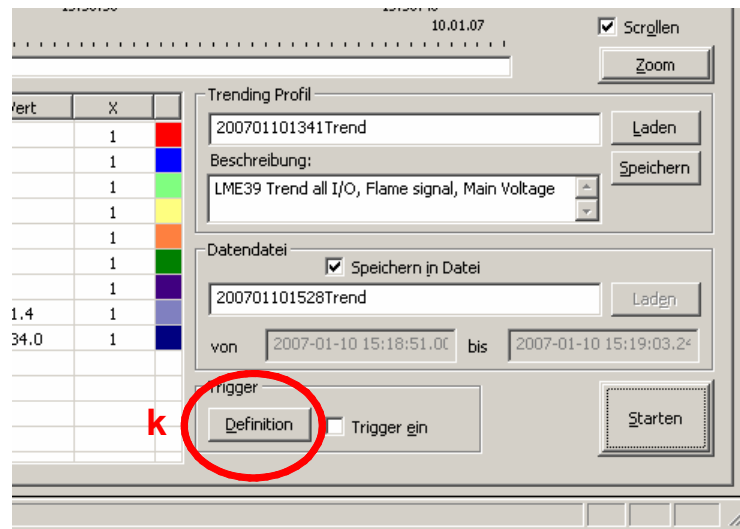 10.01.07
Scrollen
Zoom
Wert X
1
1
1
1
1
1
1
1.4 1
34.0 1
Trending Profil
200701101341Trend
Laden
Beschreibung:
Speichern
LME39 Trend all I/O, Flame signal, Main Voltage
Datendatei
Speichern in Datei
200701101528Trend
Laden
von 2007-01-10 15:18:51.00 bis 2007-01-10 15:19:03.24
Trigger
k
Definition
Trigger ein
Starten